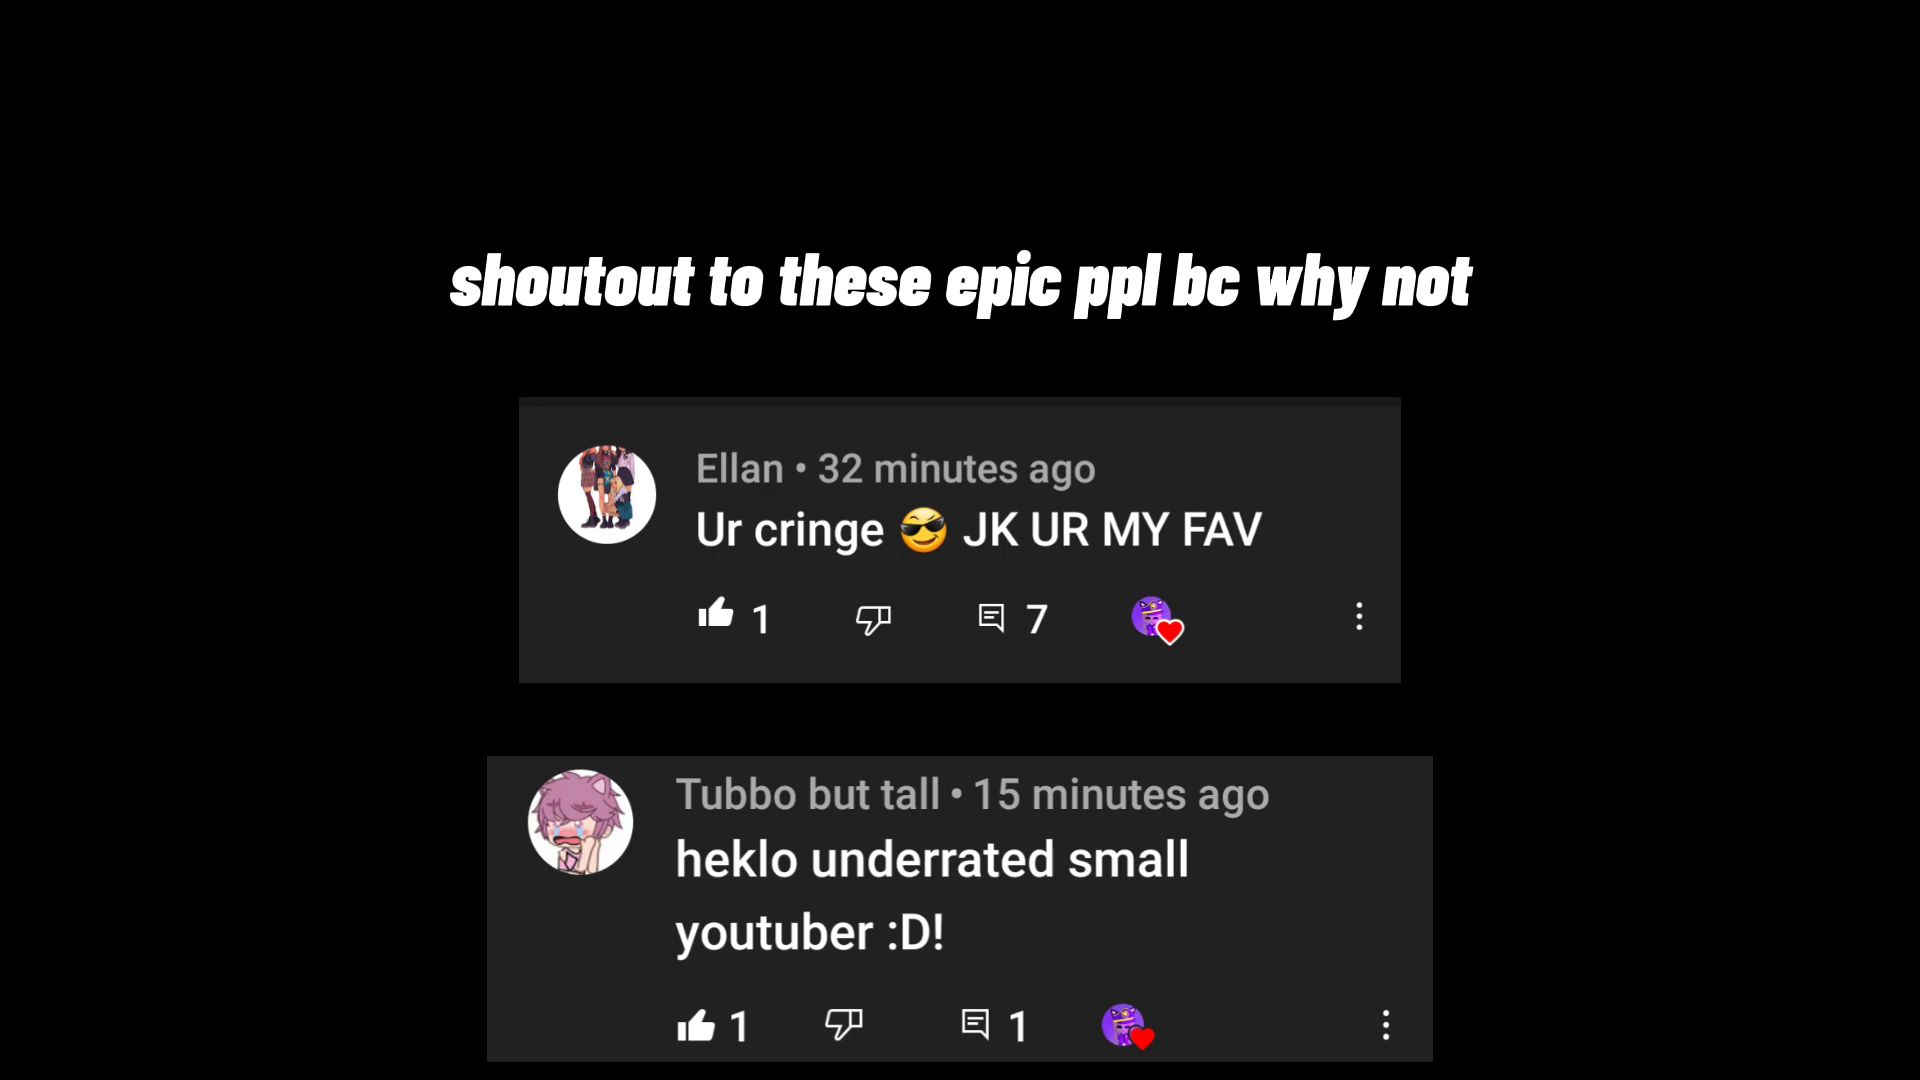 shoutout to these epic ppl bc why not
Ellan • 32 minutes ago
Ur cringe 😎 JK UR MY FAV
1 7
Tubbo but tall • 15 minutes ago
heklo underrated small
youtuber :D!
1 1